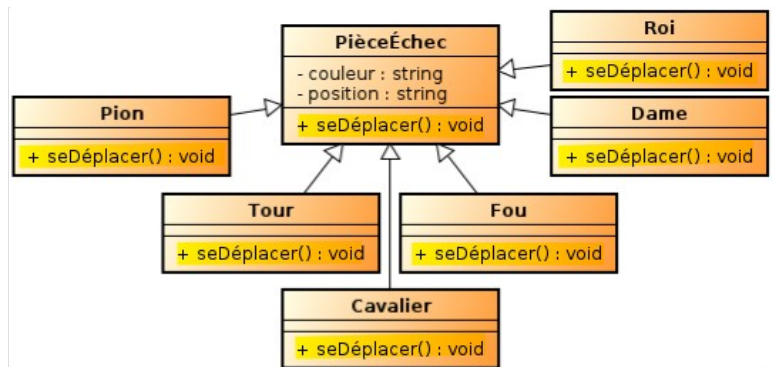 PièceÉchec
- couleur : string
- position : string
+ seDéplacer() : void
Roi
+ seDéplacer() : void
Pion
+ seDéplacer() : void
Dame
+ seDéplacer() : void
Tour
+ seDéplacer() : void
Fou
+ seDéplacer() : void
Cavalier
+ seDéplacer() : void